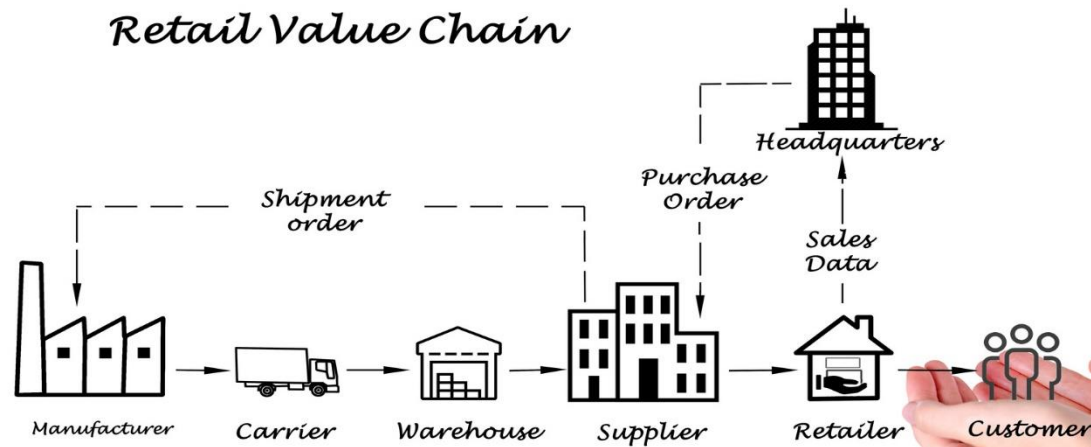 Retail Value Chain
Headquarters
Shipment
order
Purchase
Order
Sales
Data
Manufacturer
Carrier
Warehouse
Supplier
Retailer
Customer